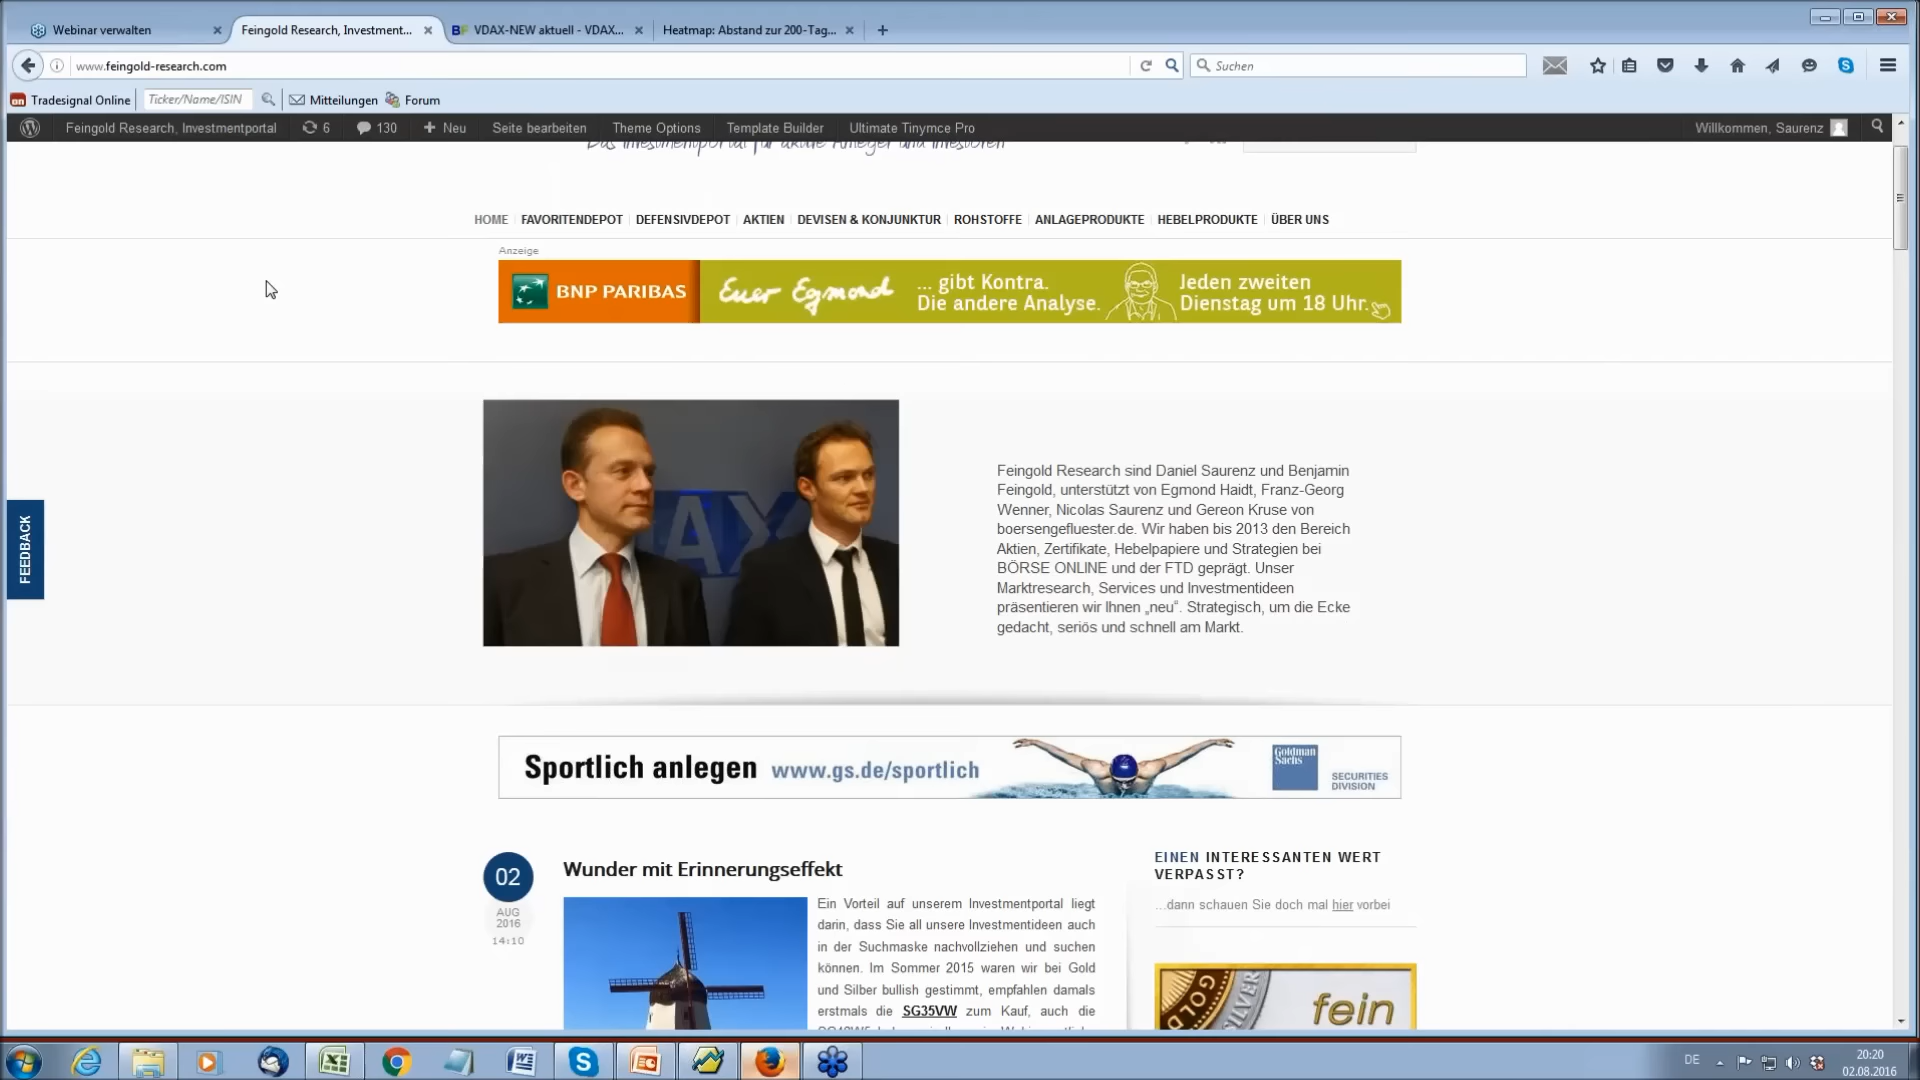 Webinar verwalten
Feingold Research, Investment...
VDAX-NEW aktuell - VDAX...
Heatmap: Abstand zur 200-Tag...
www.feingold-research.com
Suchen
Tradesignal Online
Ticker/Name/ISIN
Mitteilungen
Forum
Feingold Research, Investmentportal
6
130
Neu
Seite bearbeiten
Theme Options
Template Builder
Ultimate Tinymce Pro
Willkommen, Saurenz
Das Investmentportal für aktive Anleger und Investoren
HOME
FAVORITENDEPOT
DEFENSIVDEPOT
AKTIEN
DEVISEN & KONJUNKTUR
ROHSTOFFE
ANLAGEPRODUKTE
HEBELPRODUKTE
ÜBER UNS
Anzeige
BNP PARIBAS
Euer Egmond
... gibt Kontra.
Die andere Analyse.
Jeden zweiten
Dienstag um 18 Uhr.
AX
Feingold Research sind Daniel Saurenz und Benjamin
Feingold, unterstützt von Egmond Haidt, Franz-Georg
Wenner, Nicolas Saurenz und Gereon Kruse von
boersengefluester.de. Wir haben bis 2013 den Bereich
Aktien, Zertifikate, Hebelpapiere und Strategien bei
BÖRSE ONLINE und der FTD geprägt. Unser
Marktresearch, Services und Investmentideen
präsentieren wir Ihnen „neu“. Strategisch, um die Ecke
gedacht, seriös und schnell am Markt.
FEEDBACK
Sportlich anlegen www.gs.de/sportlich
Goldman
Sachs
SECURITIES
DIVISION
02
AUG
2016
14:10
Wunder mit Erinnerungseffekt
Ein Vorteil auf unserem Investmentportal liegt
darin, dass Sie all unsere Investmentideen auch
in der Suchmaske nachvollziehen und suchen
können. Im Sommer 2015 waren wir bei Gold
und Silber bullish gestimmt, empfahlen damals
erstmals die SG35VW zum Kauf, auch die
EINEN INTERESSANTEN WERT
VERPASST?
...dann schauen Sie doch mal hier vorbei
GOLD
SILVER
fein
DE
20:20
02.08.2016